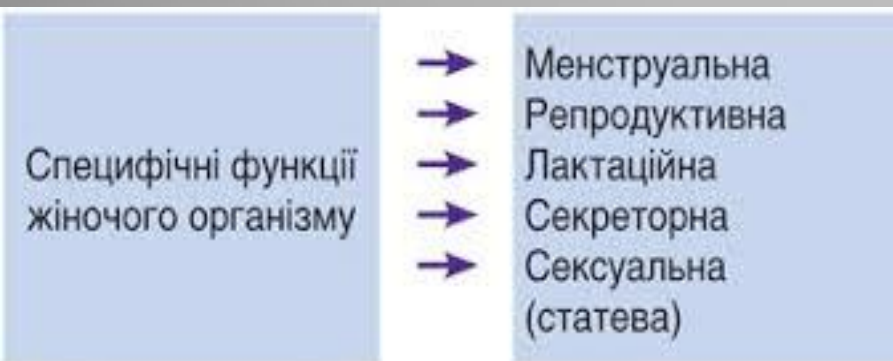 Специфічні функції
жіночого організму
Менструальна
Репродуктивна
Лактаційна
Секреторна
Сексуальна
(статева)